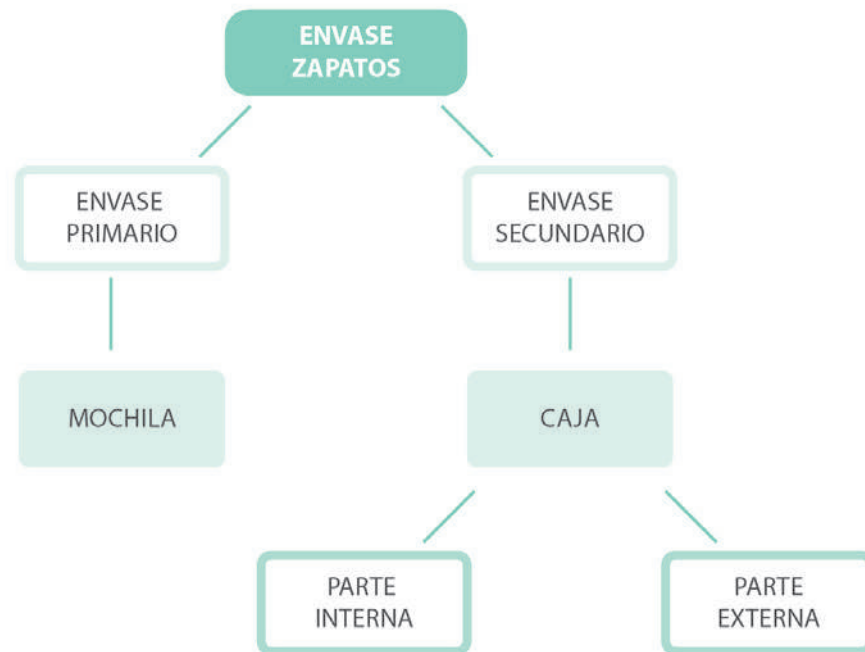 ENVASE
ZAPATOS
ENVASE
PRIMARIO
ENVASE
SECUNDARIO
MOCHILA
CAJA
PARTE
INTERNA
PARTE
EXTERNA